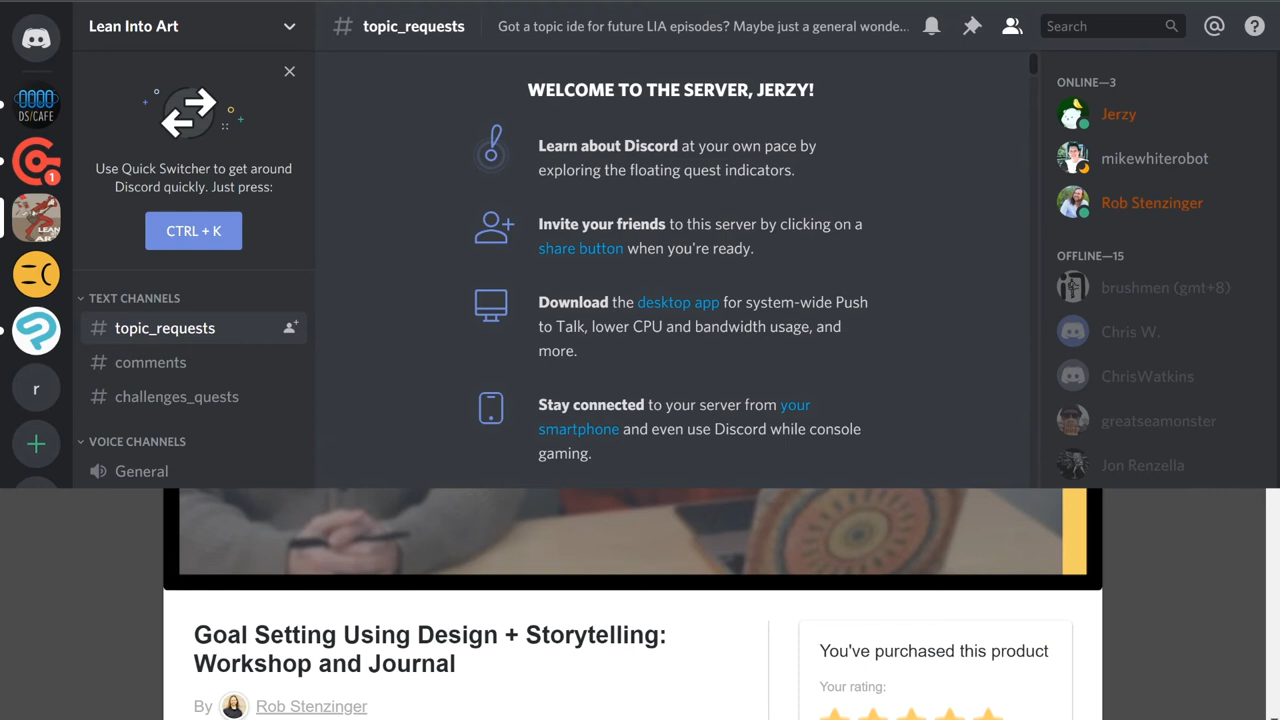 Lean Into Art
# topic_requests
Got a topic ide for future LIA episodes? Maybe just a general wonde...
Search
Use Quick Switcher to get around
Discord quickly. Just press:
CTRL + K
TEXT CHANNELS
# topic_requests
# comments
# challenges_quests
VOICE CHANNELS
General
DS/CAFE
1
LEAN
r
WELCOME TO THE SERVER, JERZY!
Learn about Discord at your own pace by
exploring the floating quest indicators.
Invite your friends to this server by clicking on a
share button when you're ready.
Download the desktop app for system-wide Push
to Talk, lower CPU and bandwidth usage, and
more.
Stay connected to your server from your
smartphone and even use Discord while console
gaming.
ONLINE—3
Jerzy
mikewhiterobot
Rob Stenzinger
OFFLINE—15
brushmen (gmt+8)
Chris W.
ChrisWatkins
greatseamonster
Jon Renzella
Goal Setting Using Design + Storytelling:
Workshop and Journal
By Rob Stenzinger
You've purchased this product
Your rating: